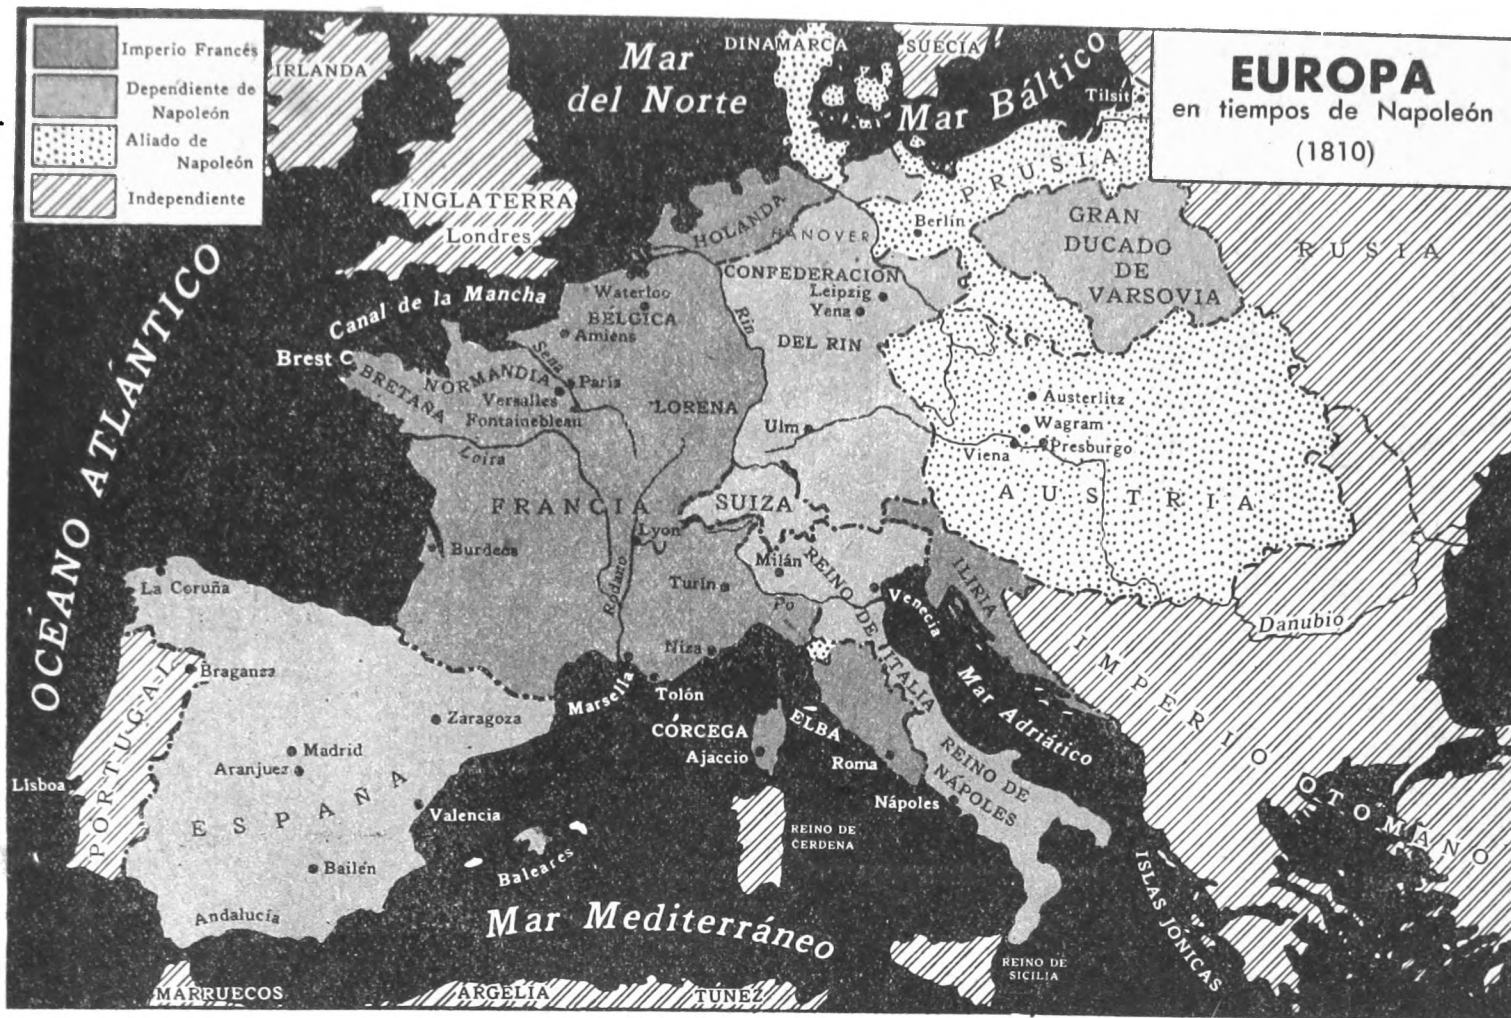 Imperio Francés
Dependiente de
Napoleón
Aliado de
Napoleón
Independiente
EUROPA
en tiempos de Napoleón
(1810)
IRLANDA
Mar
del Norte
DINAMARCA
SUECIA
Mar Báltico
Tilsit
INGLATERRA
Londres
PRUSIA
Berlín
HOLANDA
HANOVER
GRAN
DUCADO
DE
VARSOVIA
RUSIA
OCÉANO ATLÁNTICO
Canal de la Mancha
Waterloo
BELGICA
Amiens
Rin
CONFEDERACIÓN
Leipzig
Yena
DEL RIN
Brest
BRETAÑA
NORMANDIA
Sena
París
Versalles
Fontainebleau
LORENA
Ulm
Austerlitz
Wagram
Viena
Presburgo
AUSTRIA
Loira
FRANCIA
SUIZA
Lyon
Burdeos
Ródano
Turín
Milán
Po
REINO DE ITALIA
Venecia
ILIRIA
Danubio
IMPERIO OTOMANO
La Coruña
Niza
Marsella
Tolón
Mar Adriático
Braganza
Zaragoza
CÓRCEGA
Ajaccio
ELBA
Roma
PORTUGAL
Lisboa
Madrid
Aranjuez
ESPAÑA
Valencia
Bailén
Andalucía
Baleares
REINO DE
CERDENA
Nápoles
REINO DE
NÁPOLES
ISLAS JÓNICAS
Mar Mediterráneo
REINO DE
SICILIA
MARRUECOS
ARGELIA
TUNEZ